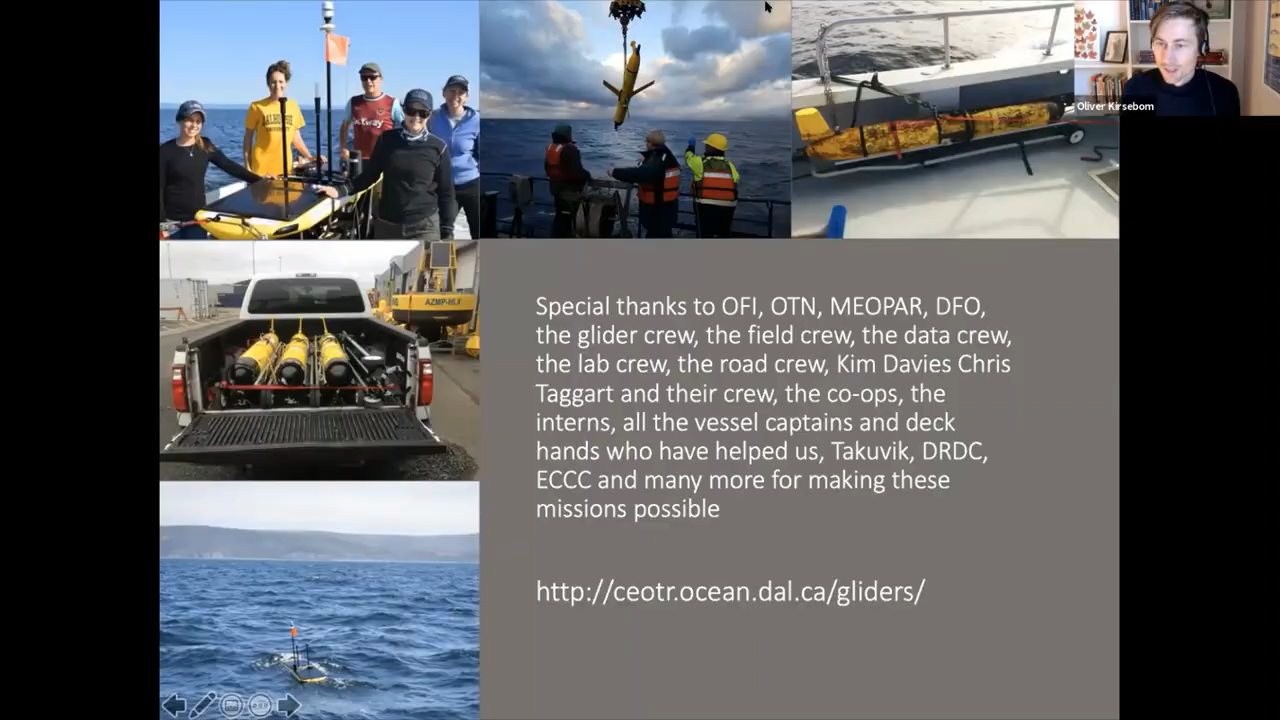 DALHOUSIE
betway
Oliver Kirsebom
AZMP-HLX
Special thanks to OFI, OTN, MEOPAR, DFO,
the glider crew, the field crew, the data crew,
the lab crew, the road crew, Kim Davies Chris
Taggart and their crew, the co-ops, the
interns, all the vessel captains and deck
hands who have helped us, Takuvik, DRDC,
ECCC and many more for making these
missions possible
http://ceotr.ocean.dal.ca/gliders/